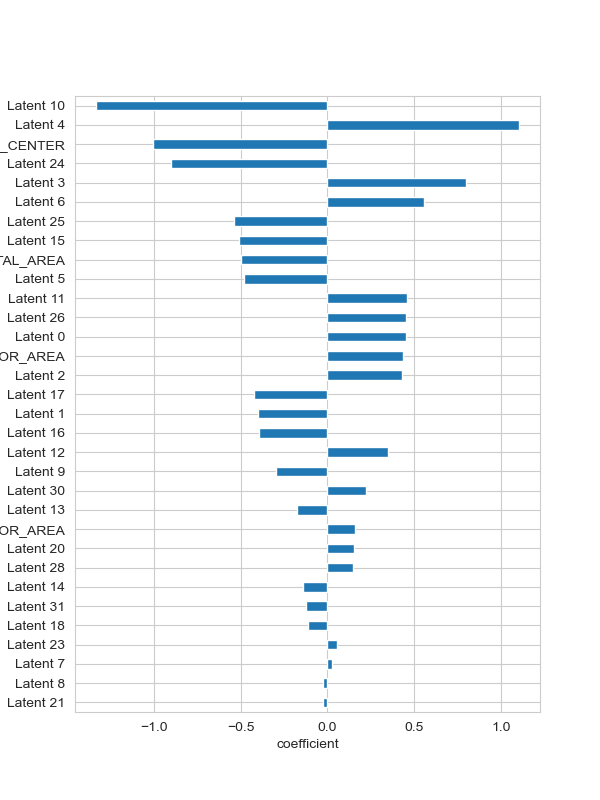 Latent 10
Latent 4
_CENTER
Latent 24
Latent 3
Latent 6
Latent 25
Latent 15
TAL_AREA
Latent 5
Latent 11
Latent 26
Latent 0
OR_AREA
Latent 2
Latent 17
Latent 1
Latent 16
Latent 12
Latent 9
Latent 30
Latent 13
OR_AREA
Latent 20
Latent 28
Latent 14
Latent 31
Latent 18
Latent 23
Latent 7
Latent 8
Latent 21
−1.0 −0.5 0.0 0.5 1.0
coefficient